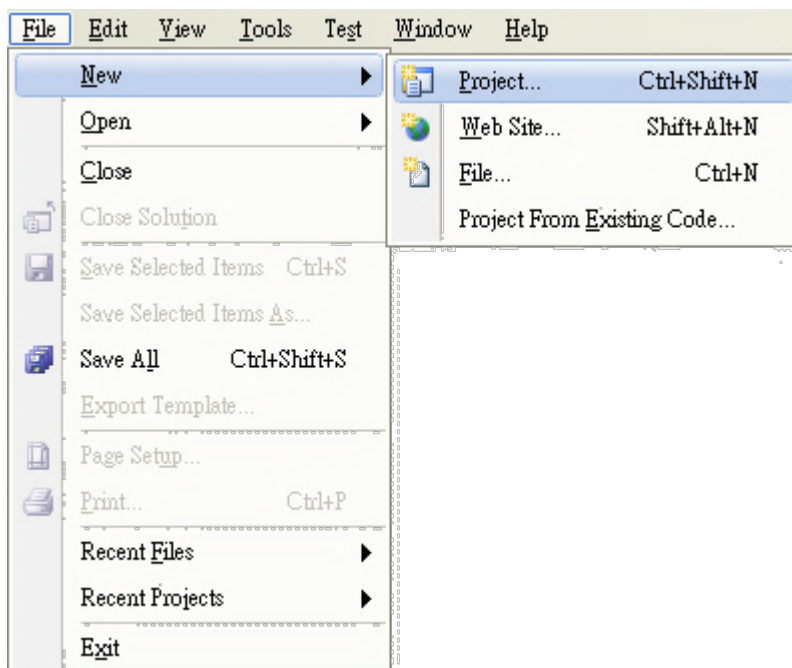 File Edit View Tools Test Window Help
New
Open
Close
Close Solution
Save Selected Items Ctrl+S
Save Selected Items As...
Save All Ctrl+Shift+S
Export Template...
Page Setup...
Print... Ctrl+P
Recent Files
Recent Projects
Exit
Project... Ctrl+Shift+N
Web Site... Shift+Alt+N
File... Ctrl+N
Project From Existing Code...